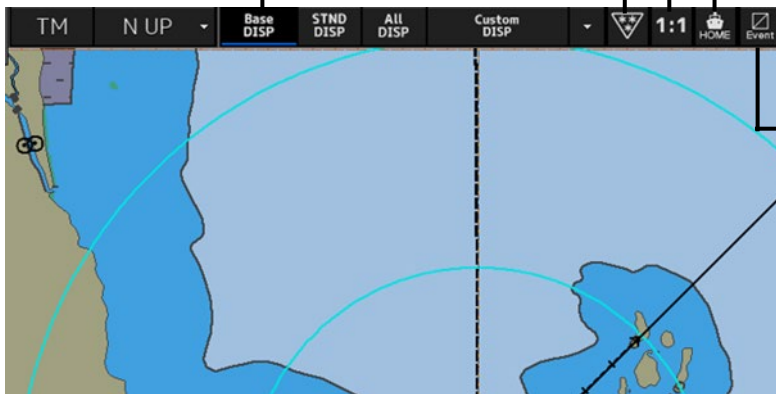 TM
N UP
Base
DISP
STND
DISP
All
DISP
Custom
DISP
1:1
HOME
Event